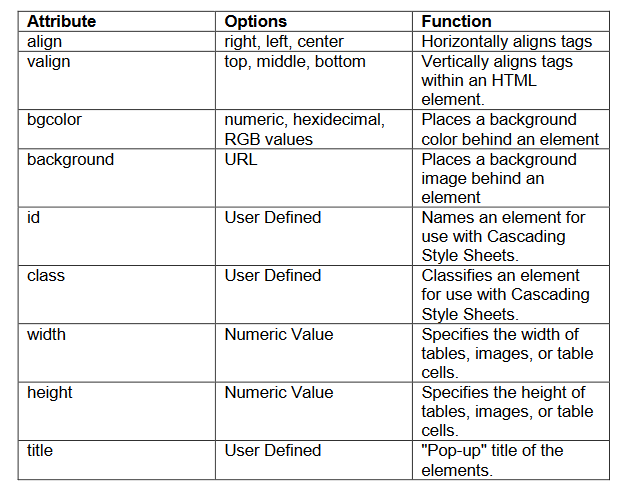 Attribute Options Function
align right, left, center Horizontally aligns tags
valign top, middle, bottom Vertically aligns tags
within an HTML
element.
bgcolor numeric, hexidecimal, Places a background
RGB values color behind an element
background URL Places a background
image behind an
element
id User Defined Names an element for
use with Cascading
Style Sheets.
class User Defined Classifies an element
for use with Cascading
Style Sheets.
width Numeric Value Specifies the width of
tables, images, or table
cells.
height Numeric Value Specifies the height of
tables, images, or table
cells.
title User Defined "Pop-up" title of the
elements.